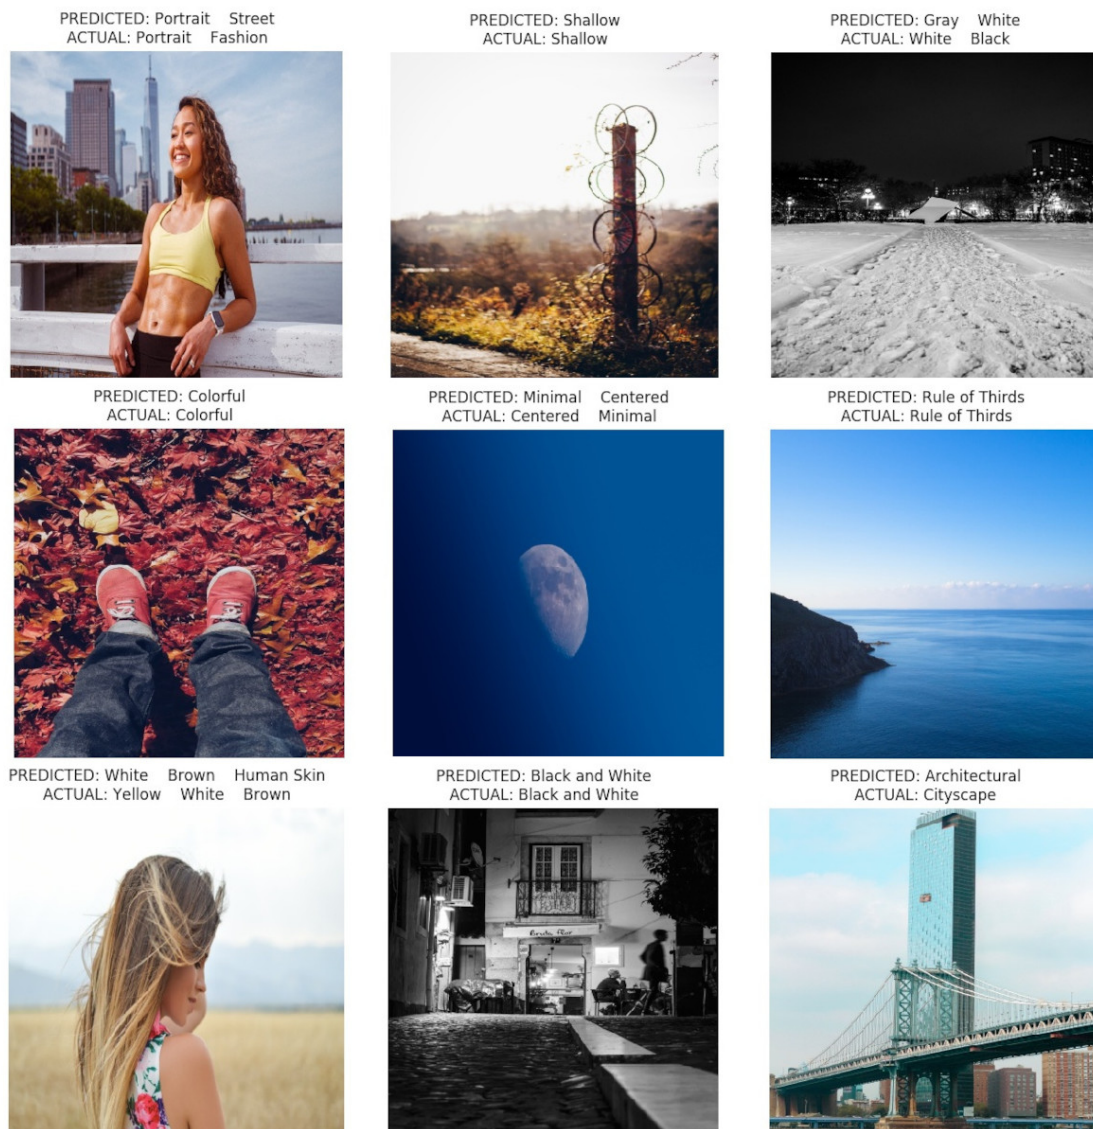 PREDICTED: Portrait Street
ACTUAL: Portrait Fashion
PREDICTED: Shallow
ACTUAL: Shallow
PREDICTED: Gray White
ACTUAL: White Black
PREDICTED: Colorful
ACTUAL: Colorful
PREDICTED: Minimal Centered
ACTUAL: Centered Minimal
PREDICTED: Rule of Thirds
ACTUAL: Rule of Thirds
PREDICTED: White Brown Human Skin
ACTUAL: Yellow White Brown
PREDICTED: Black and White
ACTUAL: Black and White
PREDICTED: Architectural
ACTUAL: Cityscape